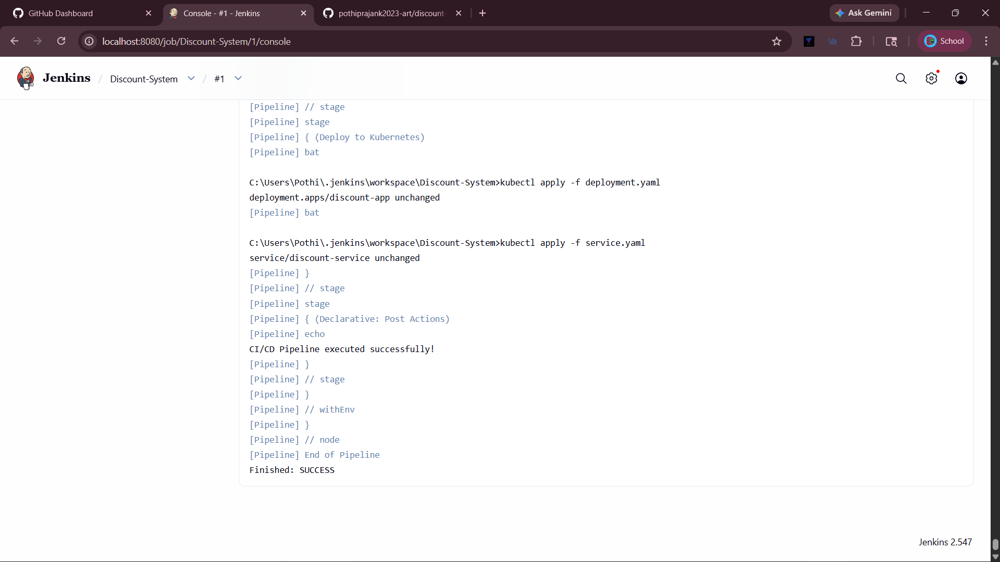 GitHub Dashboard
Console - #1 - Jenkins
pothiprajank2023-art/discount-
Ask Gemini
localhost:8080/job/Discount-System/1/console
School
Jenkins / Discount-System / #1
[Pipeline] // stage
[Pipeline] stage
[Pipeline] { (Deploy to Kubernetes)
[Pipeline] bat
C:\Users\Pothi\.jenkins\workspace\Discount-System>kubectl apply -f deployment.yaml
deployment.apps/discount-app unchanged
[Pipeline] bat
C:\Users\Pothi\.jenkins\workspace\Discount-System>kubectl apply -f service.yaml
service/discount-service unchanged
[Pipeline] }
[Pipeline] // stage
[Pipeline] stage
[Pipeline] { (Declarative: Post Actions)
[Pipeline] echo
CI/CD Pipeline executed successfully!
[Pipeline] }
[Pipeline] // stage
[Pipeline] }
[Pipeline] // withEnv
[Pipeline] }
[Pipeline] // node
[Pipeline] End of Pipeline
Finished: SUCCESS
Jenkins 2.547